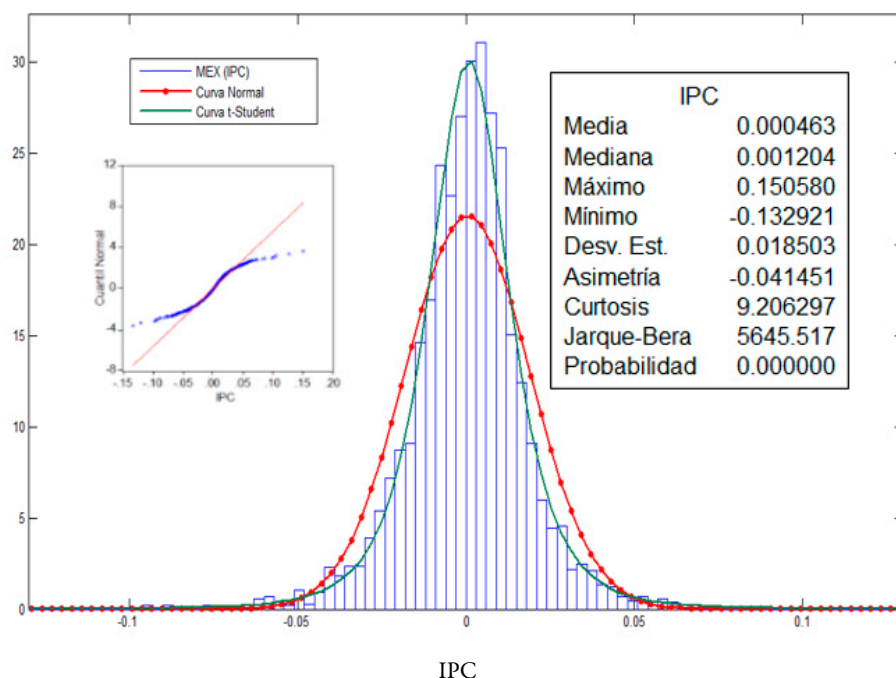 30
25
20
15
10
5
0
-0.1
-0.05
0
0.05
0.1
MEX (IPC)
Curva Normal
Curva t-Student
12
8
4
0
-4
-8
Cuantil Normal
-.15 -.10 -.05 .00 .05 .10 .15 .20
IPC
IPC
Media 0.000463
Mediana 0.001204
Máximo 0.150580
Mínimo -0.132921
Desv. Est. 0.018503
Asimetría -0.041451
Curtosis 9.206297
Jarque-Bera 5645.517
Probabilidad 0.000000
IPC